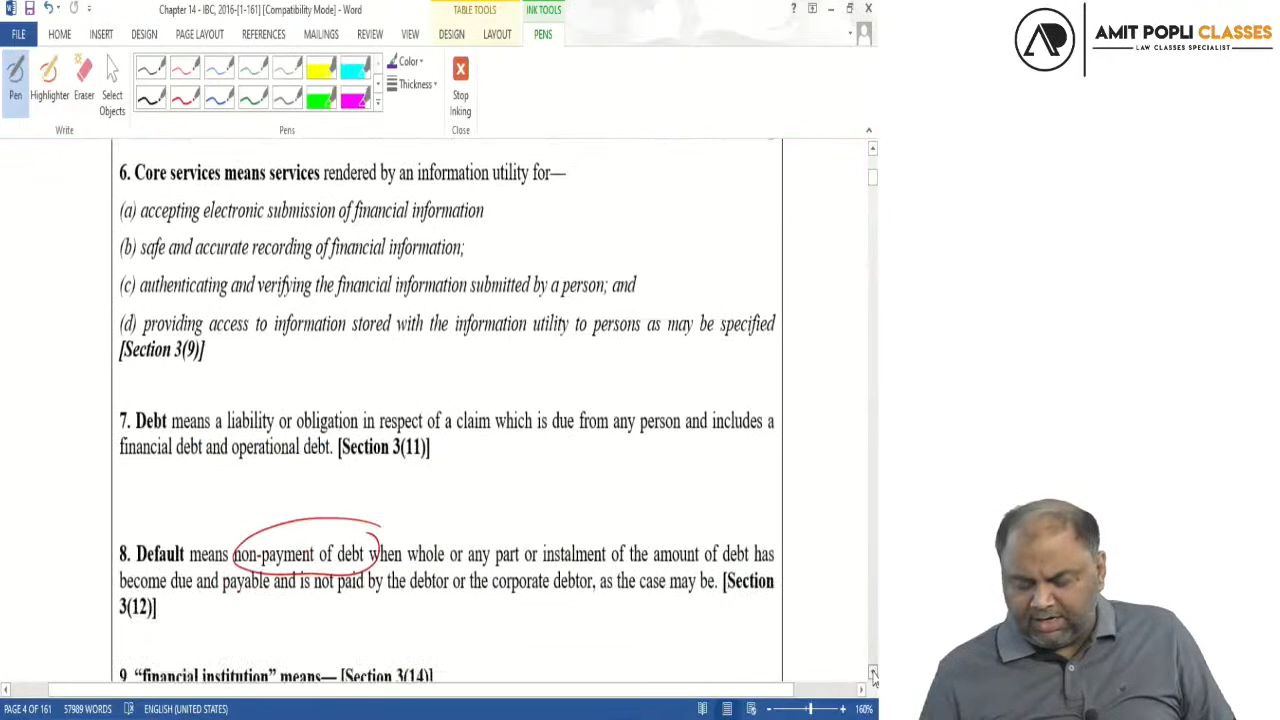 Chapter 14 - IBC, 2016-[1-161] [Compatibility Mode] - Word
TABLE TOOLS
INK TOOLS
FILE HOME INSERT DESIGN PAGE LAYOUT REFERENCES MAILINGS REVIEW VIEW DESIGN LAYOUT PENS
AMIT POPLI CLASSES
LAW CLASSES SPECIALIST
Pen Highlighter Eraser Select Objects
Color
Thickness
Stop Inking
Write Pens Close
6. Core services means services rendered by an information utility for—
(a) accepting electronic submission of financial information
(b) safe and accurate recording of financial information;
(c) authenticating and verifying the financial information submitted by a person; and
(d) providing access to information stored with the information utility to persons as may be specified
[Section 3(9)]
7. Debt means a liability or obligation in respect of a claim which is due from any person and includes a
financial debt and operational debt. [Section 3(11)]
8. Default means non-payment of debt when whole or any part or instalment of the amount of debt has
become due and payable and is not paid by the debtor or the corporate debtor, as the case may be. [Section
3(12)]
9. “financial institution” means— [Section 3(14)]
PAGE 4 OF 161 57989 WORDS ENGLISH (UNITED STATES) 160%